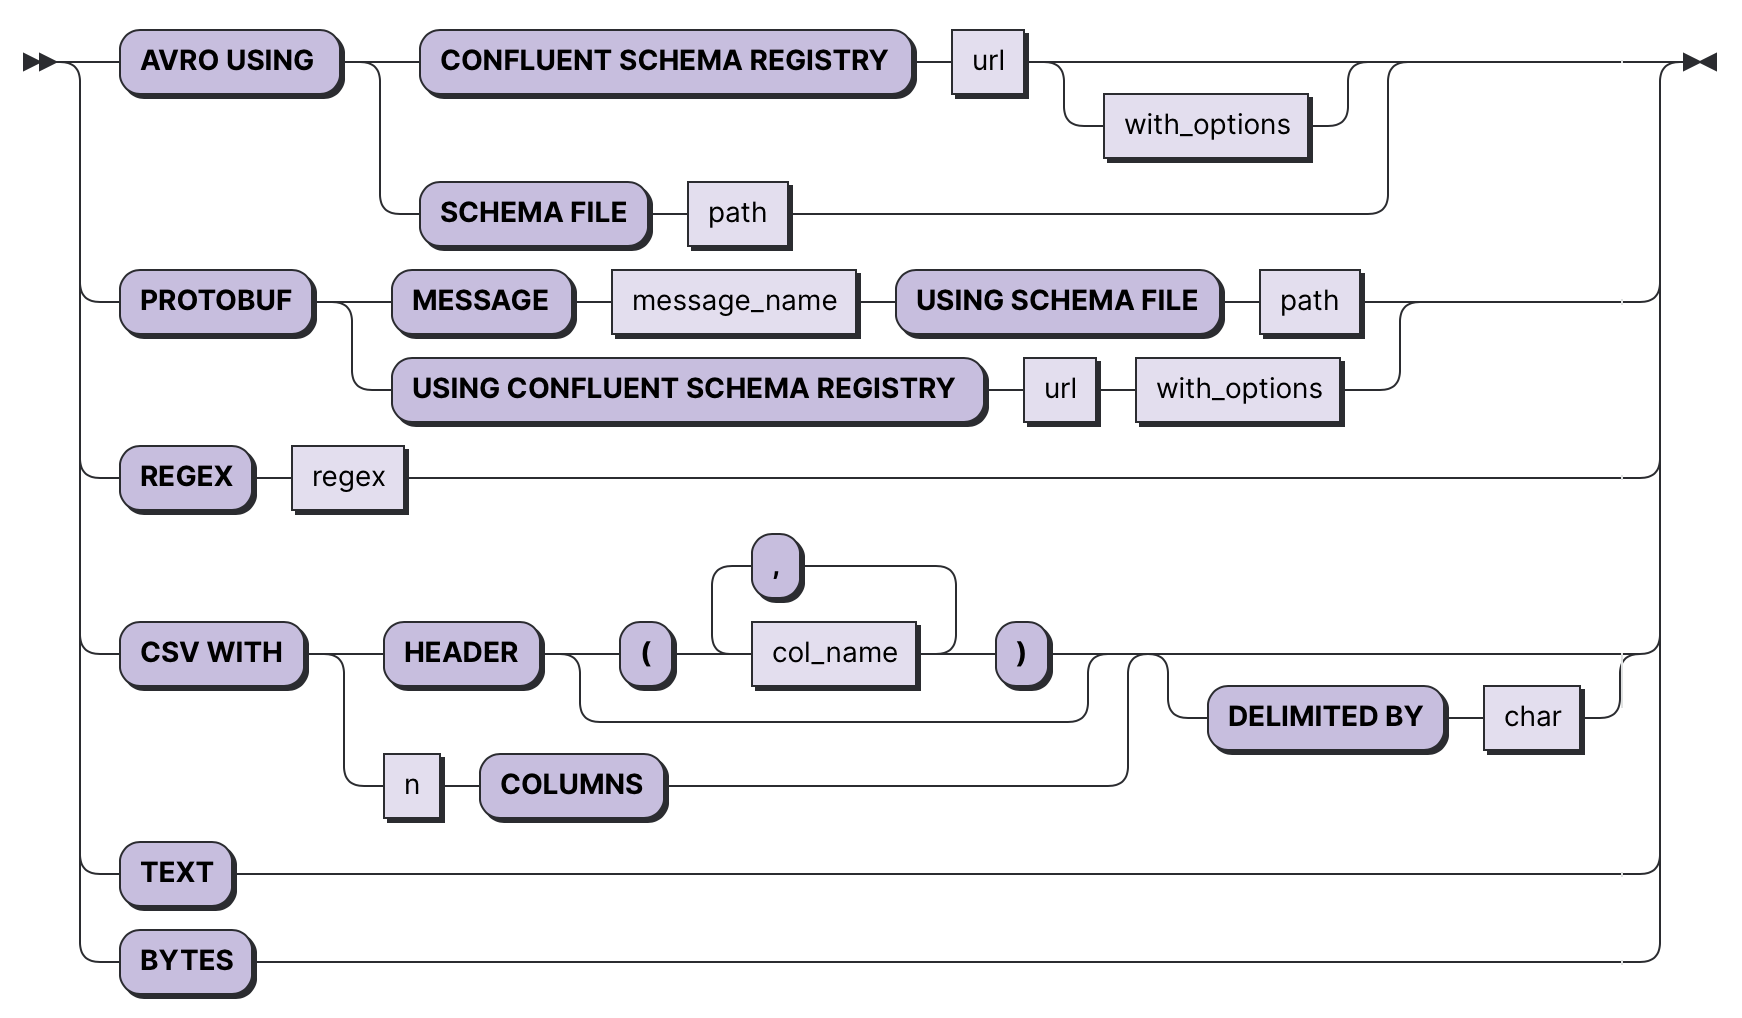 AVRO USING CONFLUENT SCHEMA REGISTRY url
with_options
SCHEMA FILE path
PROTOBUF MESSAGE message_name USING SCHEMA FILE path
USING CONFLUENT SCHEMA REGISTRY url with_options
REGEX regex
,
CSV WITH HEADER ( col_name )
DELIMITED BY char
n COLUMNS
TEXT
BYTES